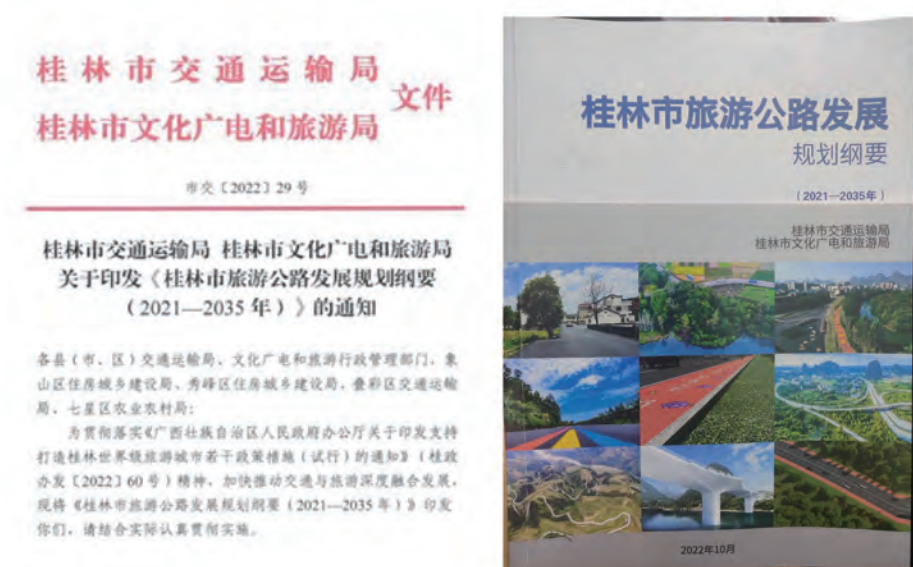 桂林市交通运输局
桂林市文化广电和旅游局
文件
市交〔2022〕29号
桂林市交通运输局 桂林市文化广电和旅游局
关于印发《桂林市旅游公路发展规划纲要
（2021—2035年）》的通知
各县（市、区）交通运输局、文化广电和旅游行政管理部门、象
山区住房城乡建设局、秀峰区住房城乡建设局、叠彩区交通运输
局、七星区农业农村局：
为贯彻落实《广西壮族自治区人民政府办公厅关于印发支持
打造桂林世界级旅游城市若干政策措施（试行）的通知》（桂政
办发〔2022〕60号）精神，加快推动交通与旅游深度融合发展，
现将《桂林市旅游公路发展规划纲要（2021—2035年）》印发
你们，请结合实际认真贯彻实施。
桂林市旅游公路发展
规划纲要
（2021—2035年）
桂林市交通运输局
桂林市文化广电和旅游局
2022年10月